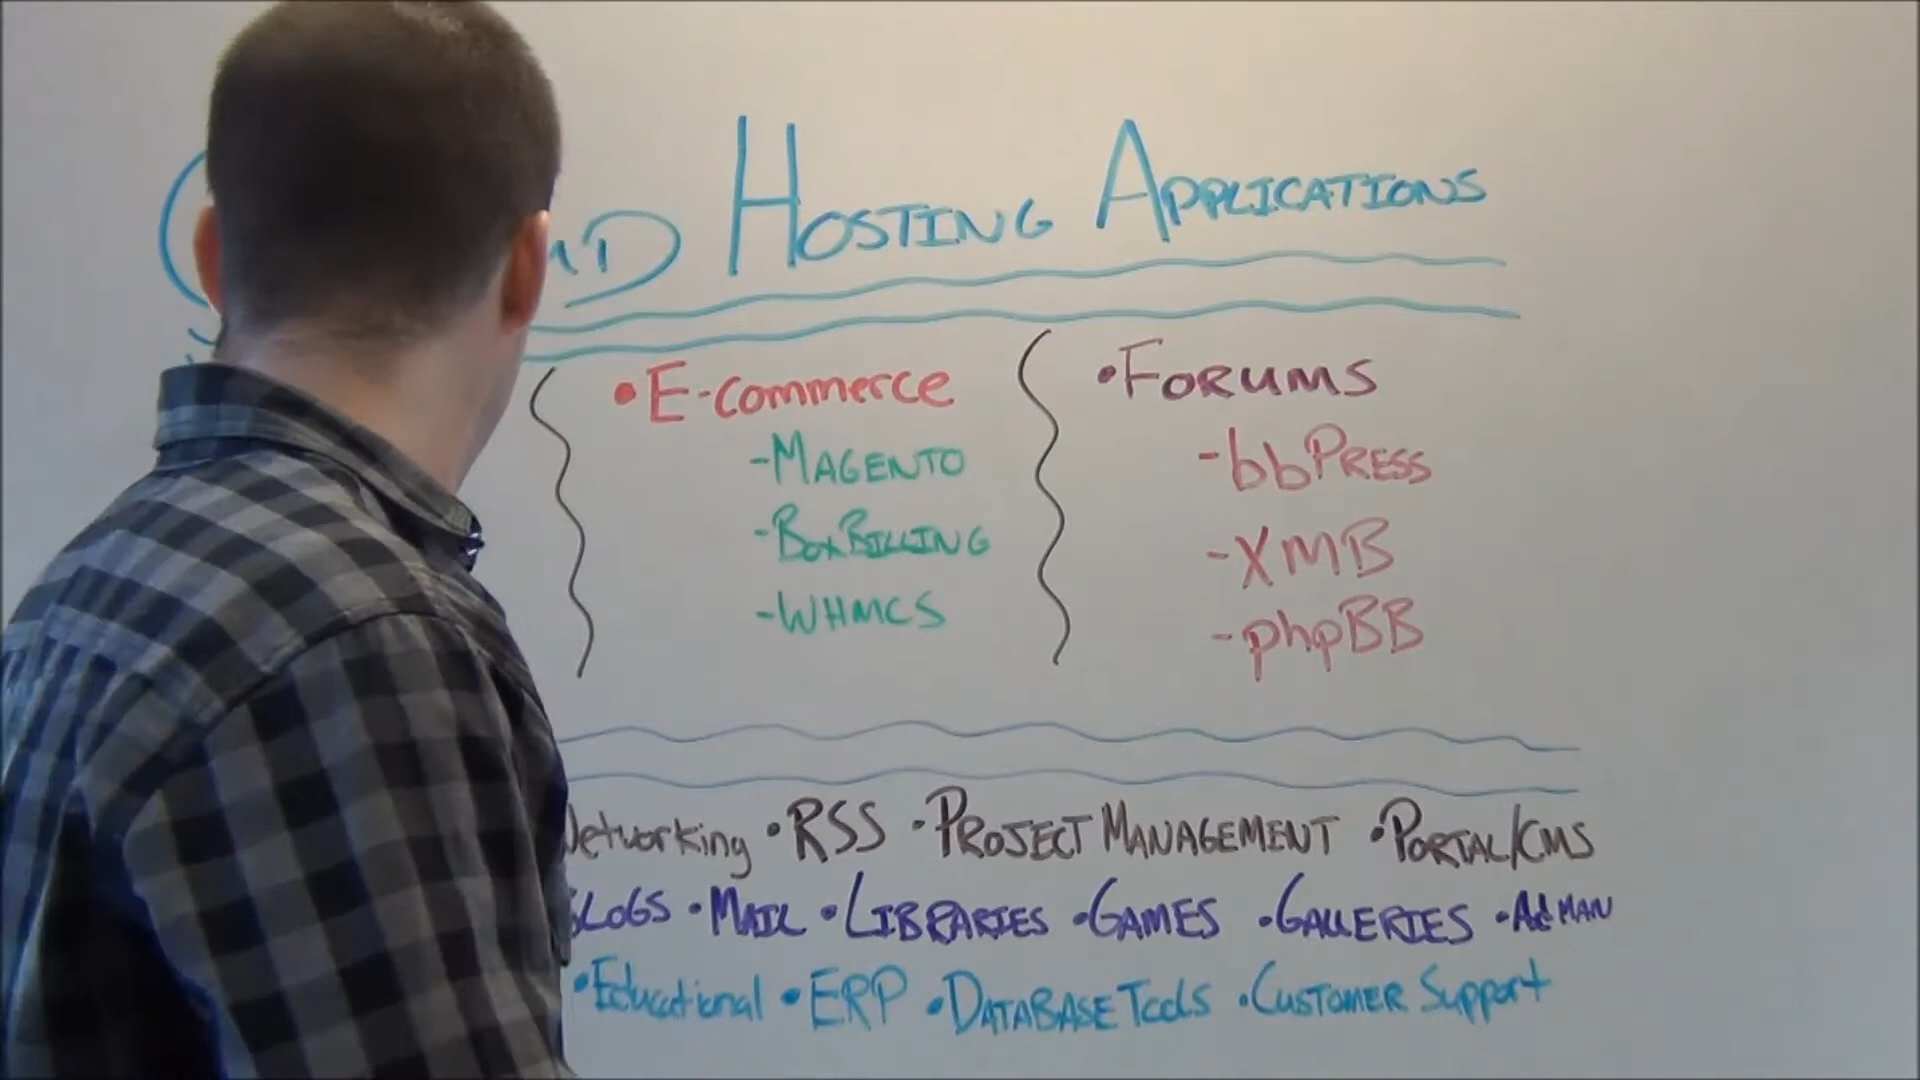 Hosting Applications
• E-commerce
- Magento
- BoxBilling
- WHMCS
• Forums
- bbPress
- XMB
- phpBB
Networking • RSS • Project Management • Portal/CMS
Blogs • Mail • Libraries • Games • Galleries • Ad Man
• Educational • ERP • Database Tools • Customer Support